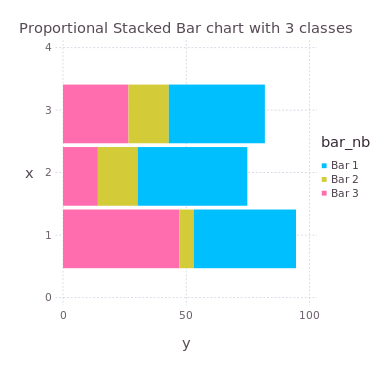 Proportional Stacked Bar chart with 3 classes
4
3
2
1
0
x
0 50 100
y
bar_nb
Bar 1
Bar 2
Bar 3